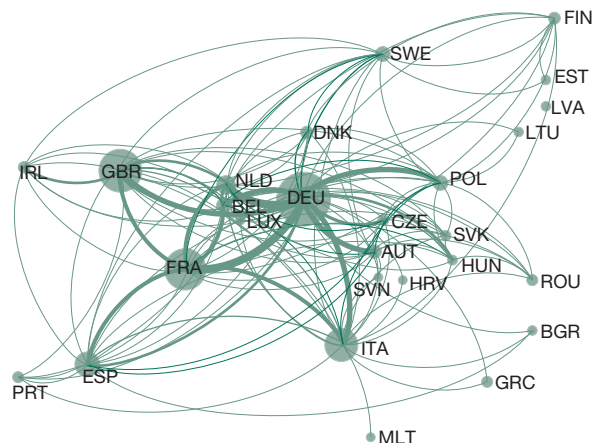 FIN
SWE
EST
LVA
DNK
LTU
IRL
GBR
NLD
POL
DEU
BEL
LUX
CZE
SVK
AUT
HUN
FRA
SVN
HRV
ROU
BGR
ITA
ESP
PRT
GRC
MLT